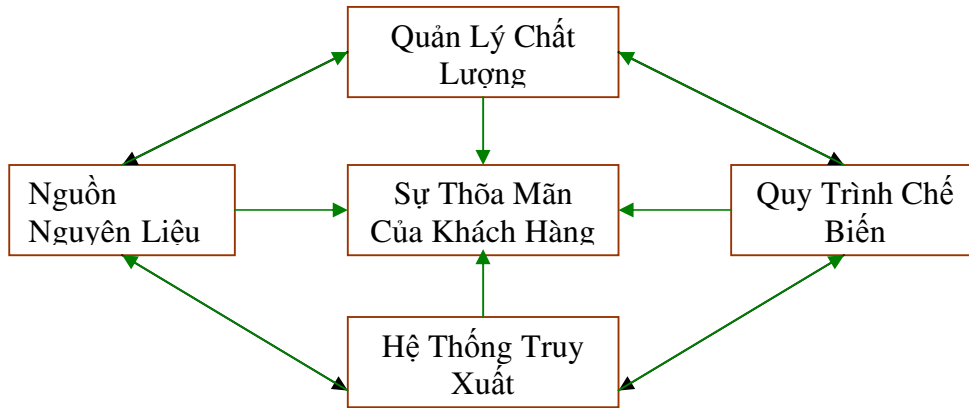 Quản Lý Chất
Lượng
Nguồn
Nguyên Liệu
Sự Thõa Mãn
Của Khách Hàng
Quy Trình Chế
Biến
Hệ Thống Truy
Xuất